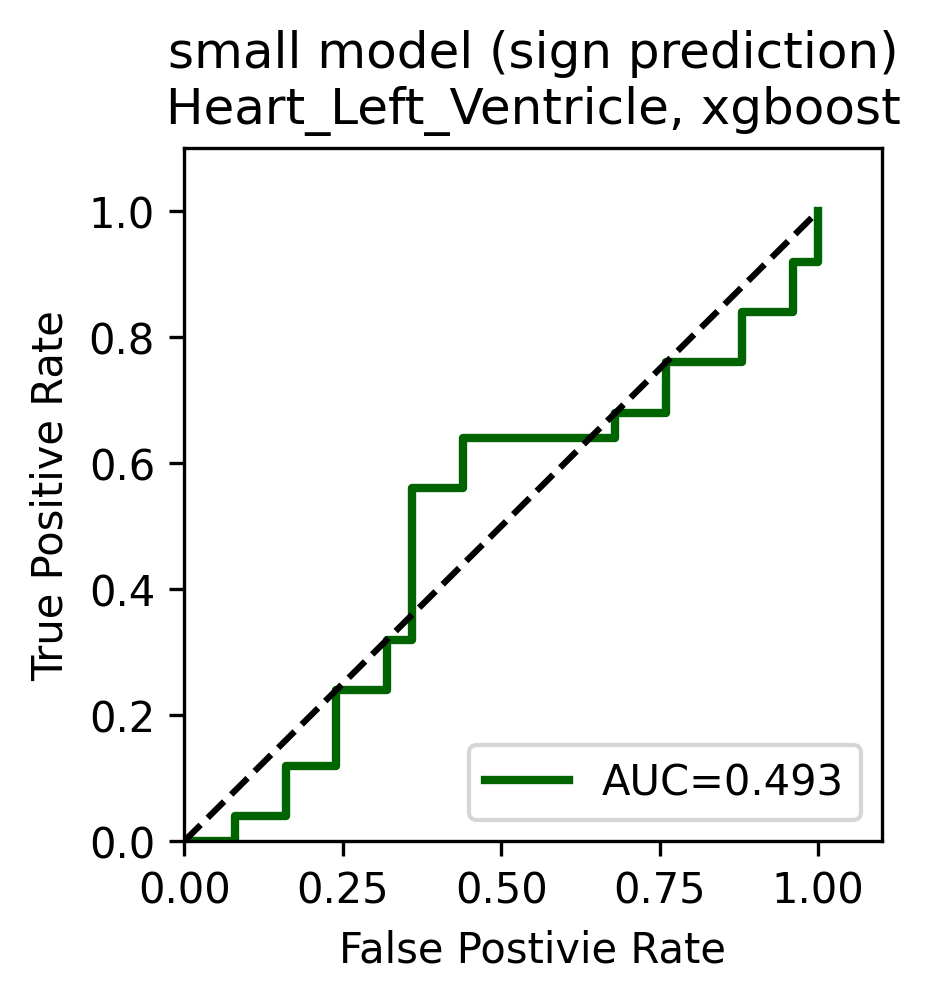 small model (sign prediction)
Heart_Left_Ventricle, xgboost
True Positive Rate
1.0
0.8
0.6
0.4
0.2
0.0
AUC=0.493
0.00 0.25 0.50 0.75 1.00
False Postivie Rate